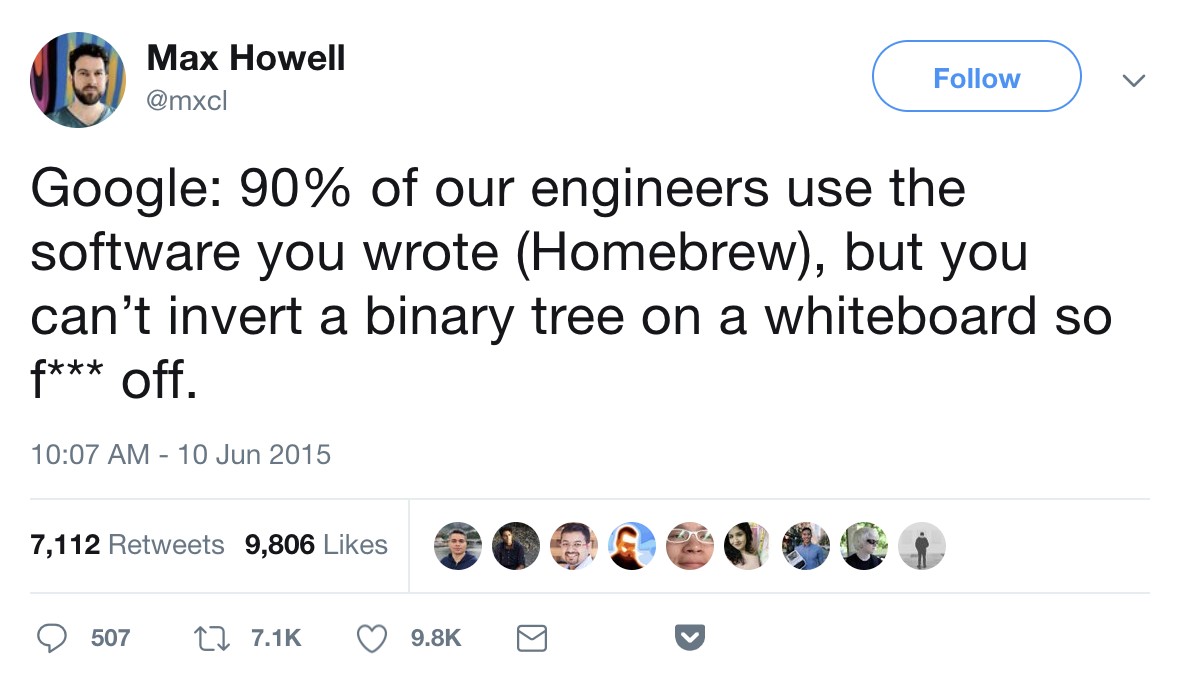 Max Howell
@mxcl
Follow
Google: 90% of our engineers use the
software you wrote (Homebrew), but you
can’t invert a binary tree on a whiteboard so
f*** off.
10:07 AM - 10 Jun 2015
7,112 Retweets 9,806 Likes
507 7.1K 9.8K